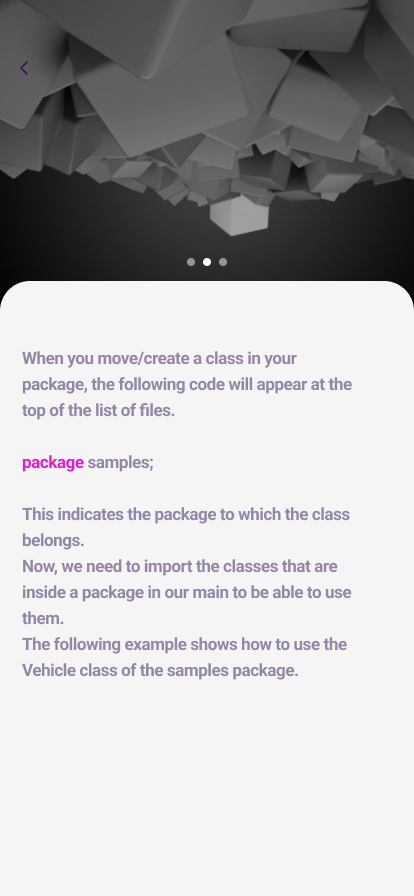 When you move/create a class in your
package, the following code will appear at the
top of the list of files.
package samples;
This indicates the package to which the class
belongs.
Now, we need to import the classes that are
inside a package in our main to be able to use
them.
The following example shows how to use the
Vehicle class of the samples package.